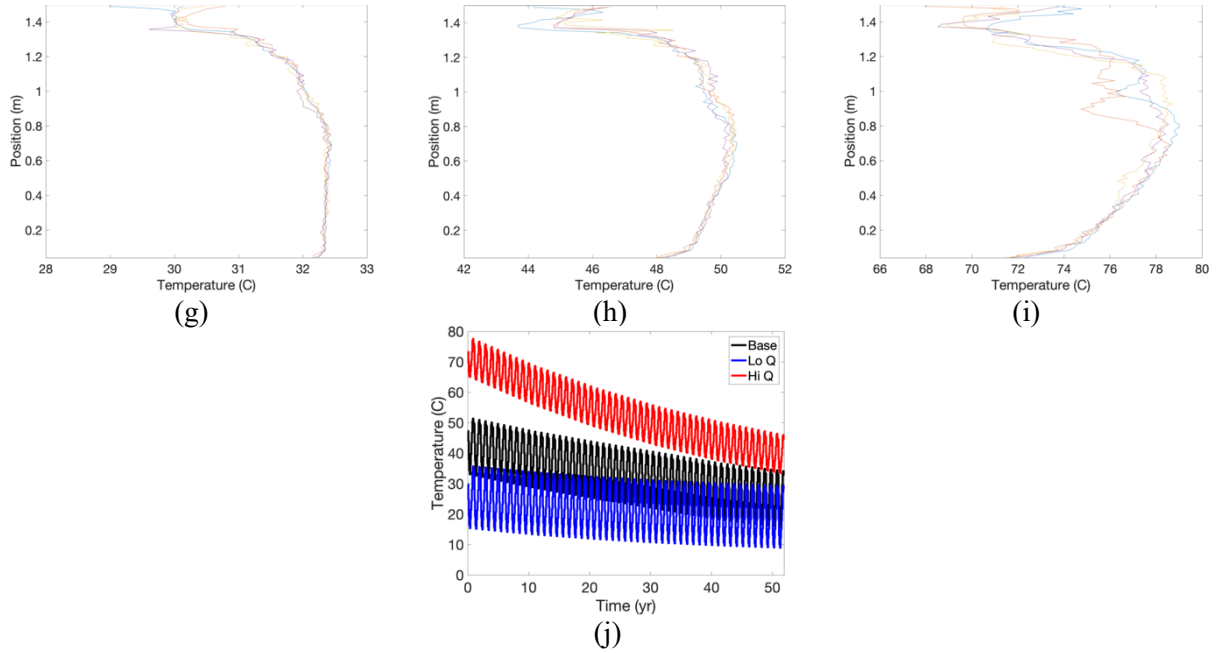 1.4
1.2
1
0.8
0.6
0.4
0.2
Position (m)
28 29 30 31 32 33
Temperature (C)
(g)
1.4
1.2
1
0.8
0.6
0.4
0.2
Position (m)
42 44 46 48 50 52
Temperature (C)
(h)
1.4
1.2
1
0.8
0.6
0.4
0.2
Position (m)
66 68 70 72 74 76 78 80
Temperature (C)
(i)
80
70
60
50
40
30
20
10
0
Temperature (C)
Base
Lo Q
Hi Q
0 10 20 30 40 50
Time (yr)
(j)